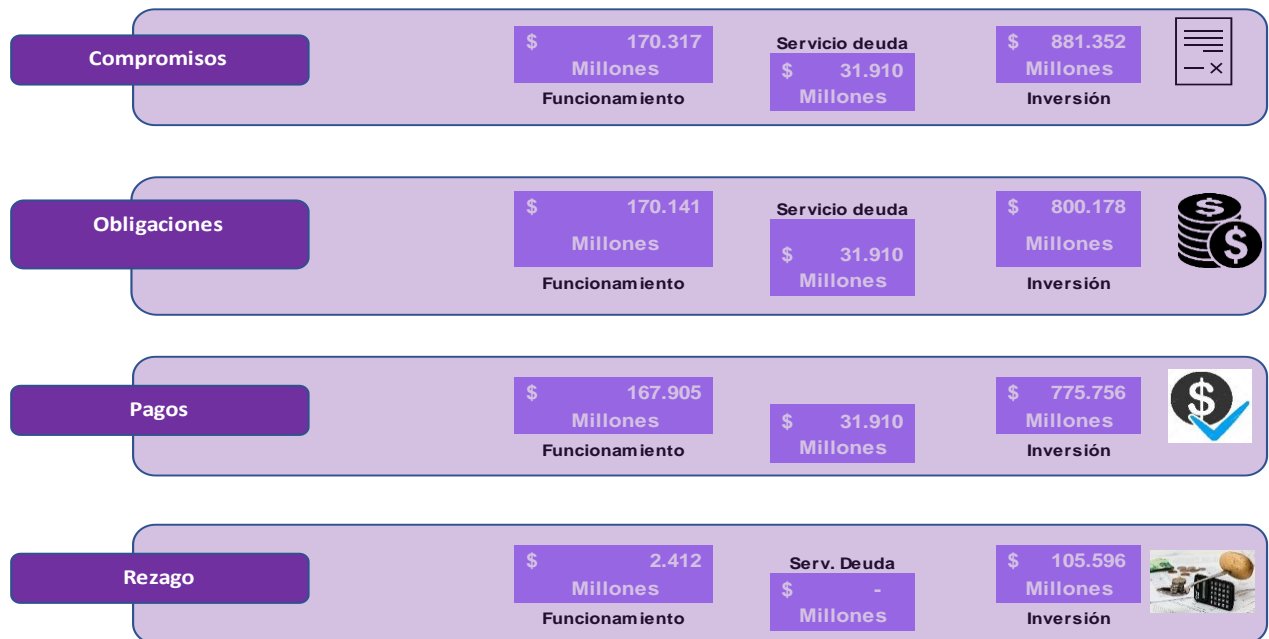 Compromisos
$ 170.317
Millones
Funcionamiento
Servicio deuda
$ 31.910
Millones
$ 881.352
Millones
Inversión
Obligaciones
$ 170.141
Millones
Funcionamiento
Servicio deuda
$ 31.910
Millones
$ 800.178
Millones
Inversión
Pagos
$ 167.905
Millones
Funcionamiento
$ 31.910
Millones
$ 775.756
Millones
Inversión
Rezago
$ 2.412
Millones
Funcionamiento
Serv. Deuda
$ -
Millones
$ 105.596
Millones
Inversión